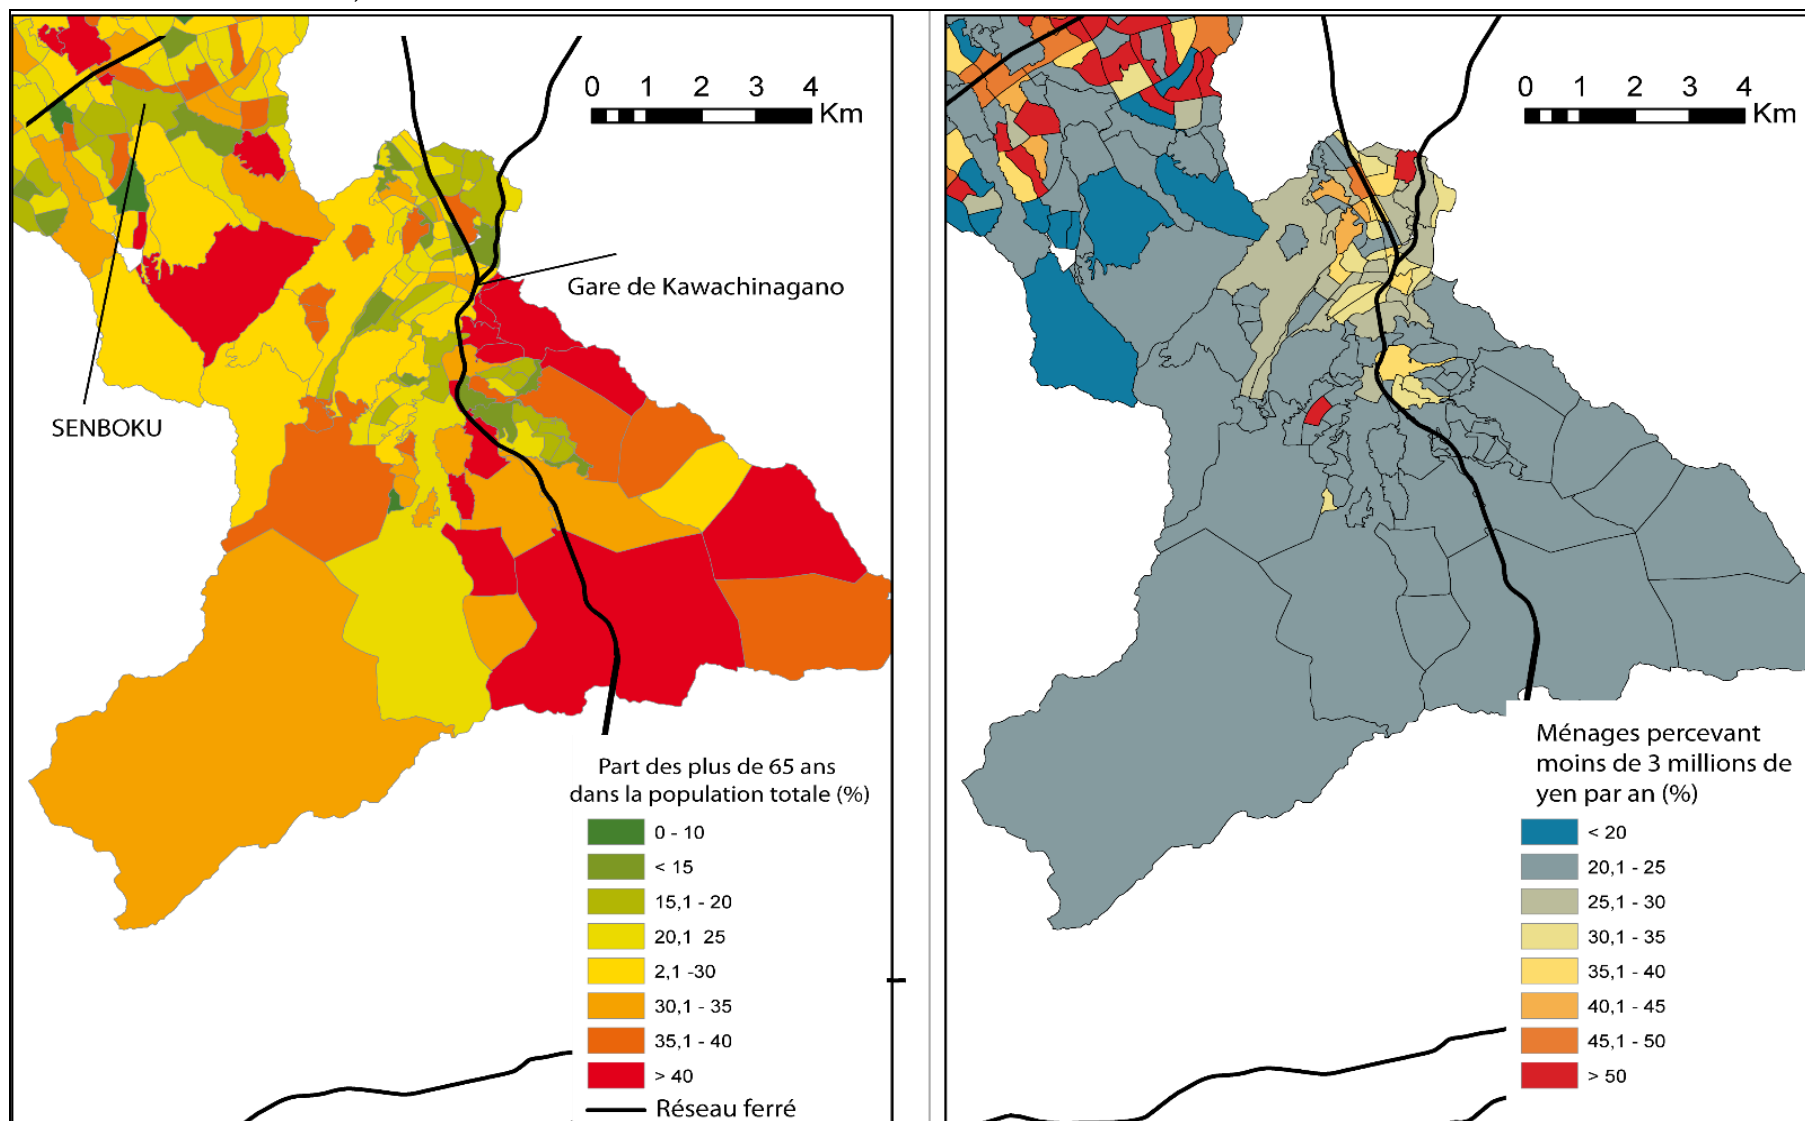 0 1 2 3 4
Km
Gare de Kawachinagano
SENBOKU
Part des plus de 65 ans
dans la population totale (%)
0 - 10
< 15
15,1 - 20
20,1 25
2,1 -30
30,1 - 35
35,1 - 40
> 40
Réseau ferré
0 1 2 3 4
Km
Ménages percevant
moins de 3 millions de
yen par an (%)
< 20
20,1 - 25
25,1 - 30
30,1 - 35
35,1 - 40
40,1 - 45
45,1 - 50
> 50